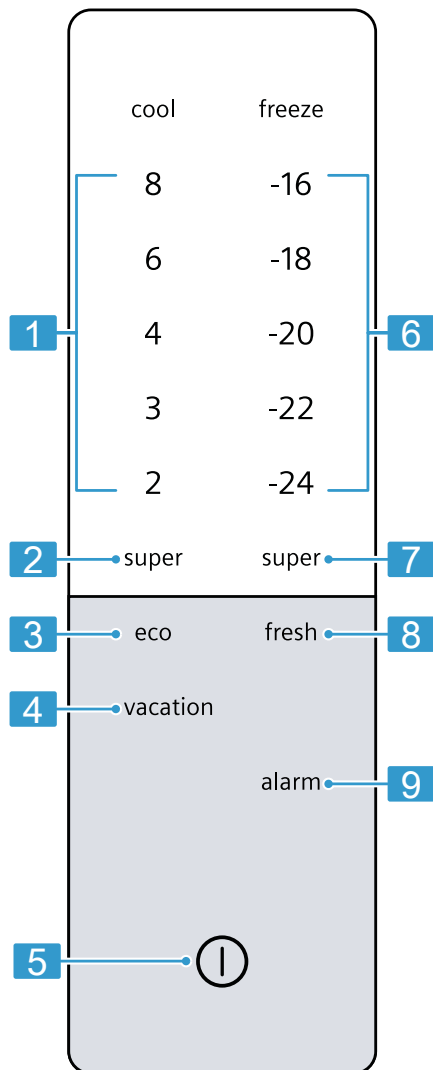 cool freeze
8 -16
6 -18
1 4 -20 6
3 -22
2 -24
2 super super 7
3 eco fresh 8
4 vacation
alarm 9
5